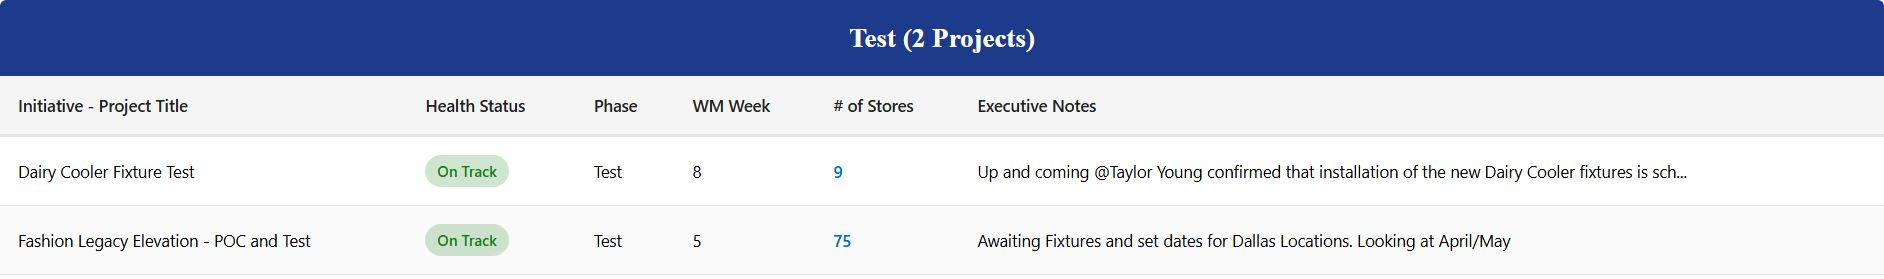 Test (2 Projects)
Initiative - Project Title Health Status Phase WM Week # of Stores Executive Notes
Dairy Cooler Fixture Test On Track Test 8 9 Up and coming @Taylor Young confirmed that installation of the new Dairy Cooler fixtures is sch...
Fashion Legacy Elevation - POC and Test On Track Test 5 75 Awaiting Fixtures and set dates for Dallas Locations. Looking at April/May